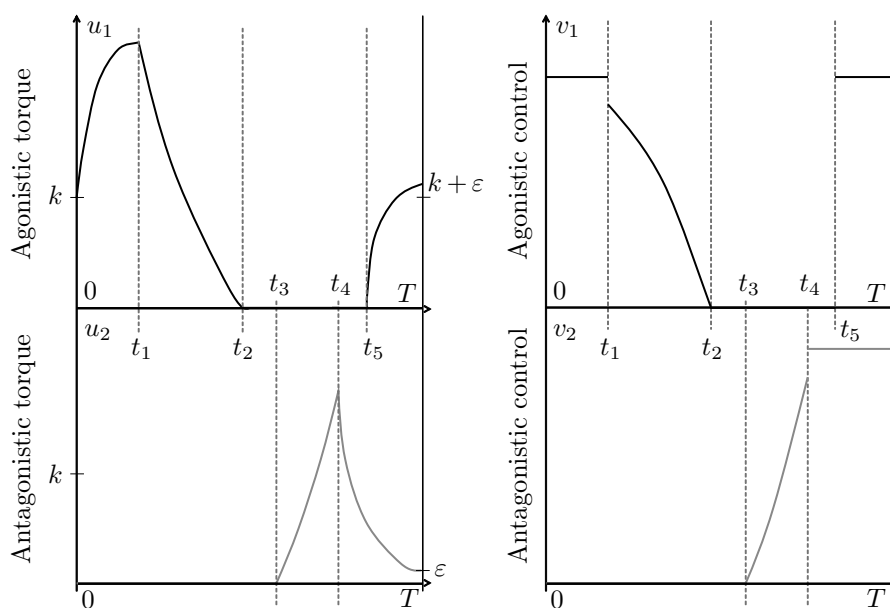 u₁
v₁
Agonistic torque
Agonistic control
k
k + ε
0
t₃
t₄
T
0
t₃
t₄
T
u₂
t₁
t₂
t₅
v₂
t₁
t₂
t₅
Antagonistic torque
Antagonistic control
k
ε
0
T
0
T